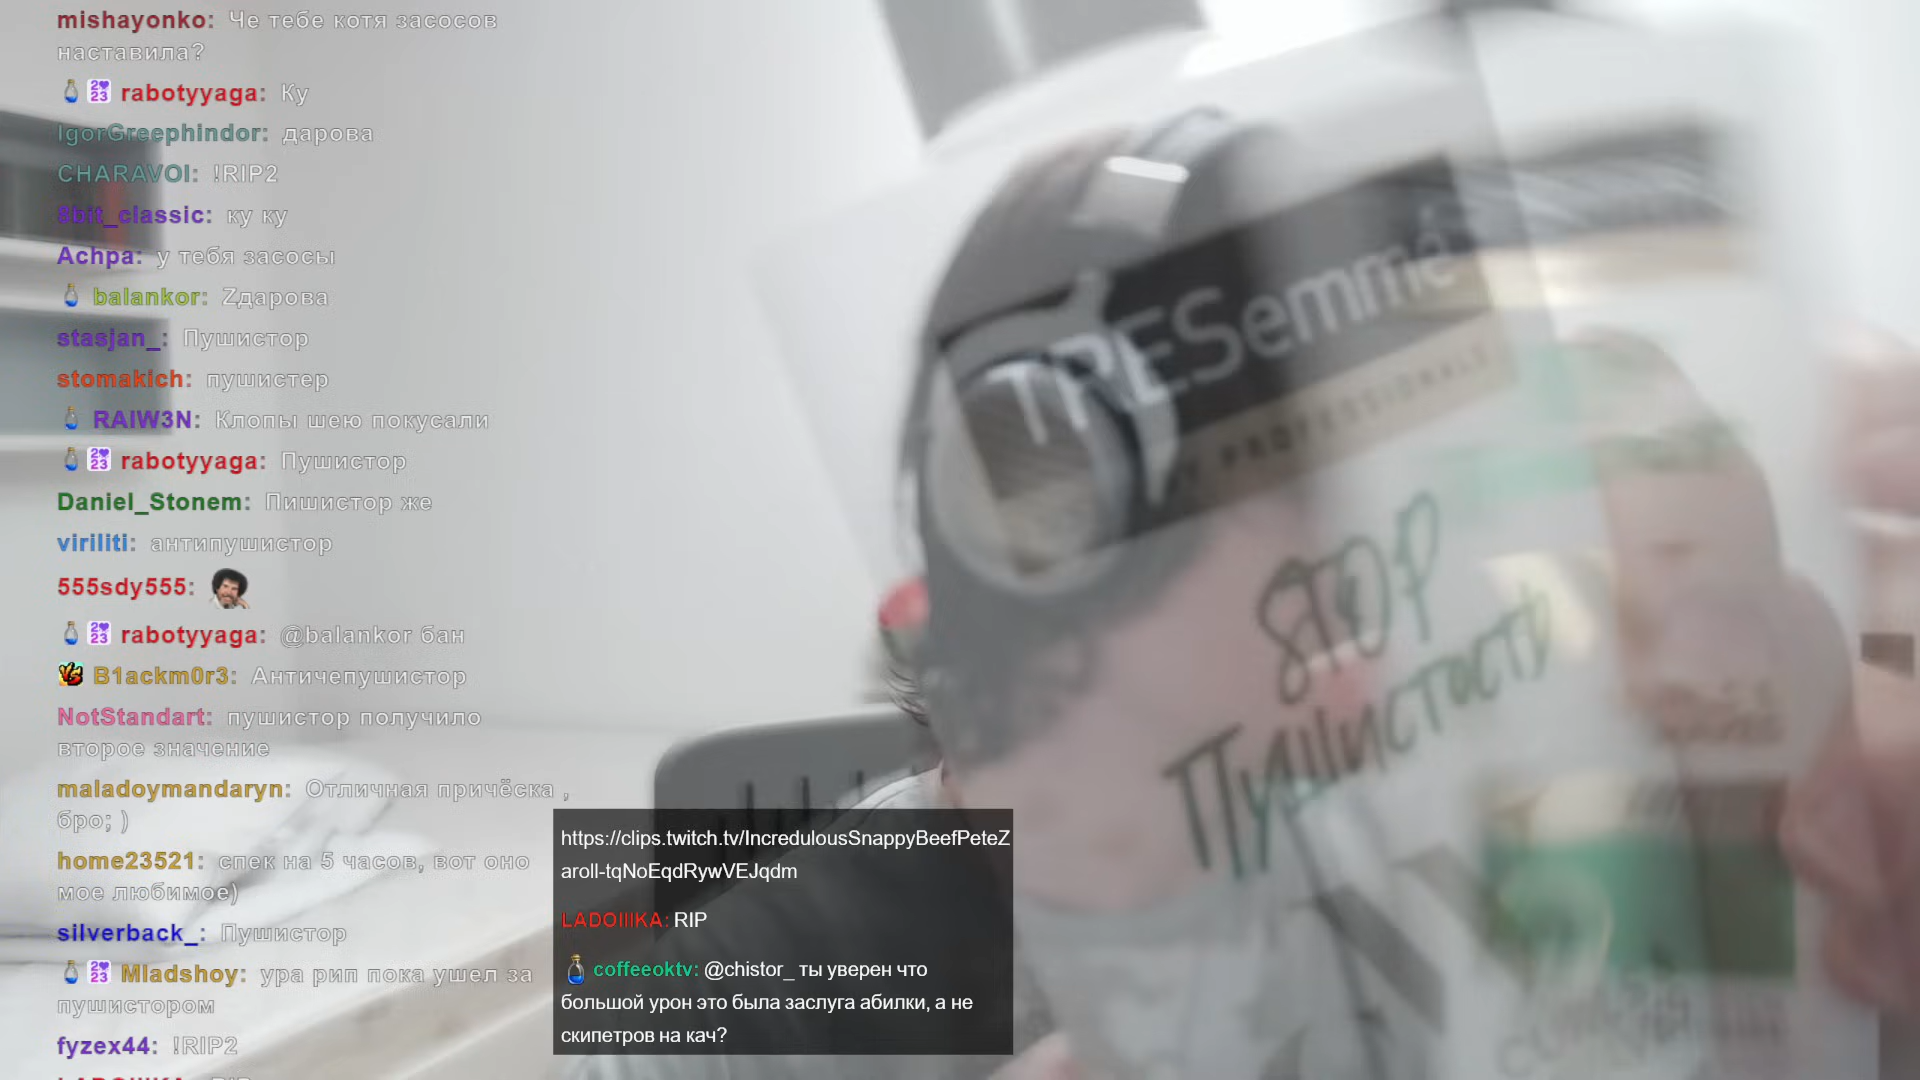 mishayonko: Че тебе котя засосов
наставила?
rabotyyaga: Ку
IgorGreephindor: дарова
CHARAVOI: !RIP2
8bit_classic: ку ку
Achpa: у тебя засосы
balankor: Zдарова
stasjan_: Пушистор
stomakich: пушистер
RAIW3N: Клопы шею покусали
rabotyyaga: Пушистор
Daniel_Stonem: Пишистор же
viriliti: антипушистор
555sdy555:
rabotyyaga: @balankor бан
B1ackm0r3: Античепушистор
NotStandart: пушистор получило
второе значение
maladoymandaryn: Отличная причёска ,
бро; )
home23521: спек на 5 часов, вот оно
мое любимое)
silverback_: Пушистор
Mladshoy: ура рип пока ушел за
пушистором
fyzex44: !RIP2
https://clips.twitch.tv/IncredulousSnappyBeefPeteZ
aroll-tqNoEqdRywVEJqdm
LADOIIIKA: RIP
coffeeoktv: @chistor_ ты уверен что
большой урон это была заслуга абилки, а не
скипетров на кач?
TRESemmé
PROFESSIONALS
STOP
Пушистость